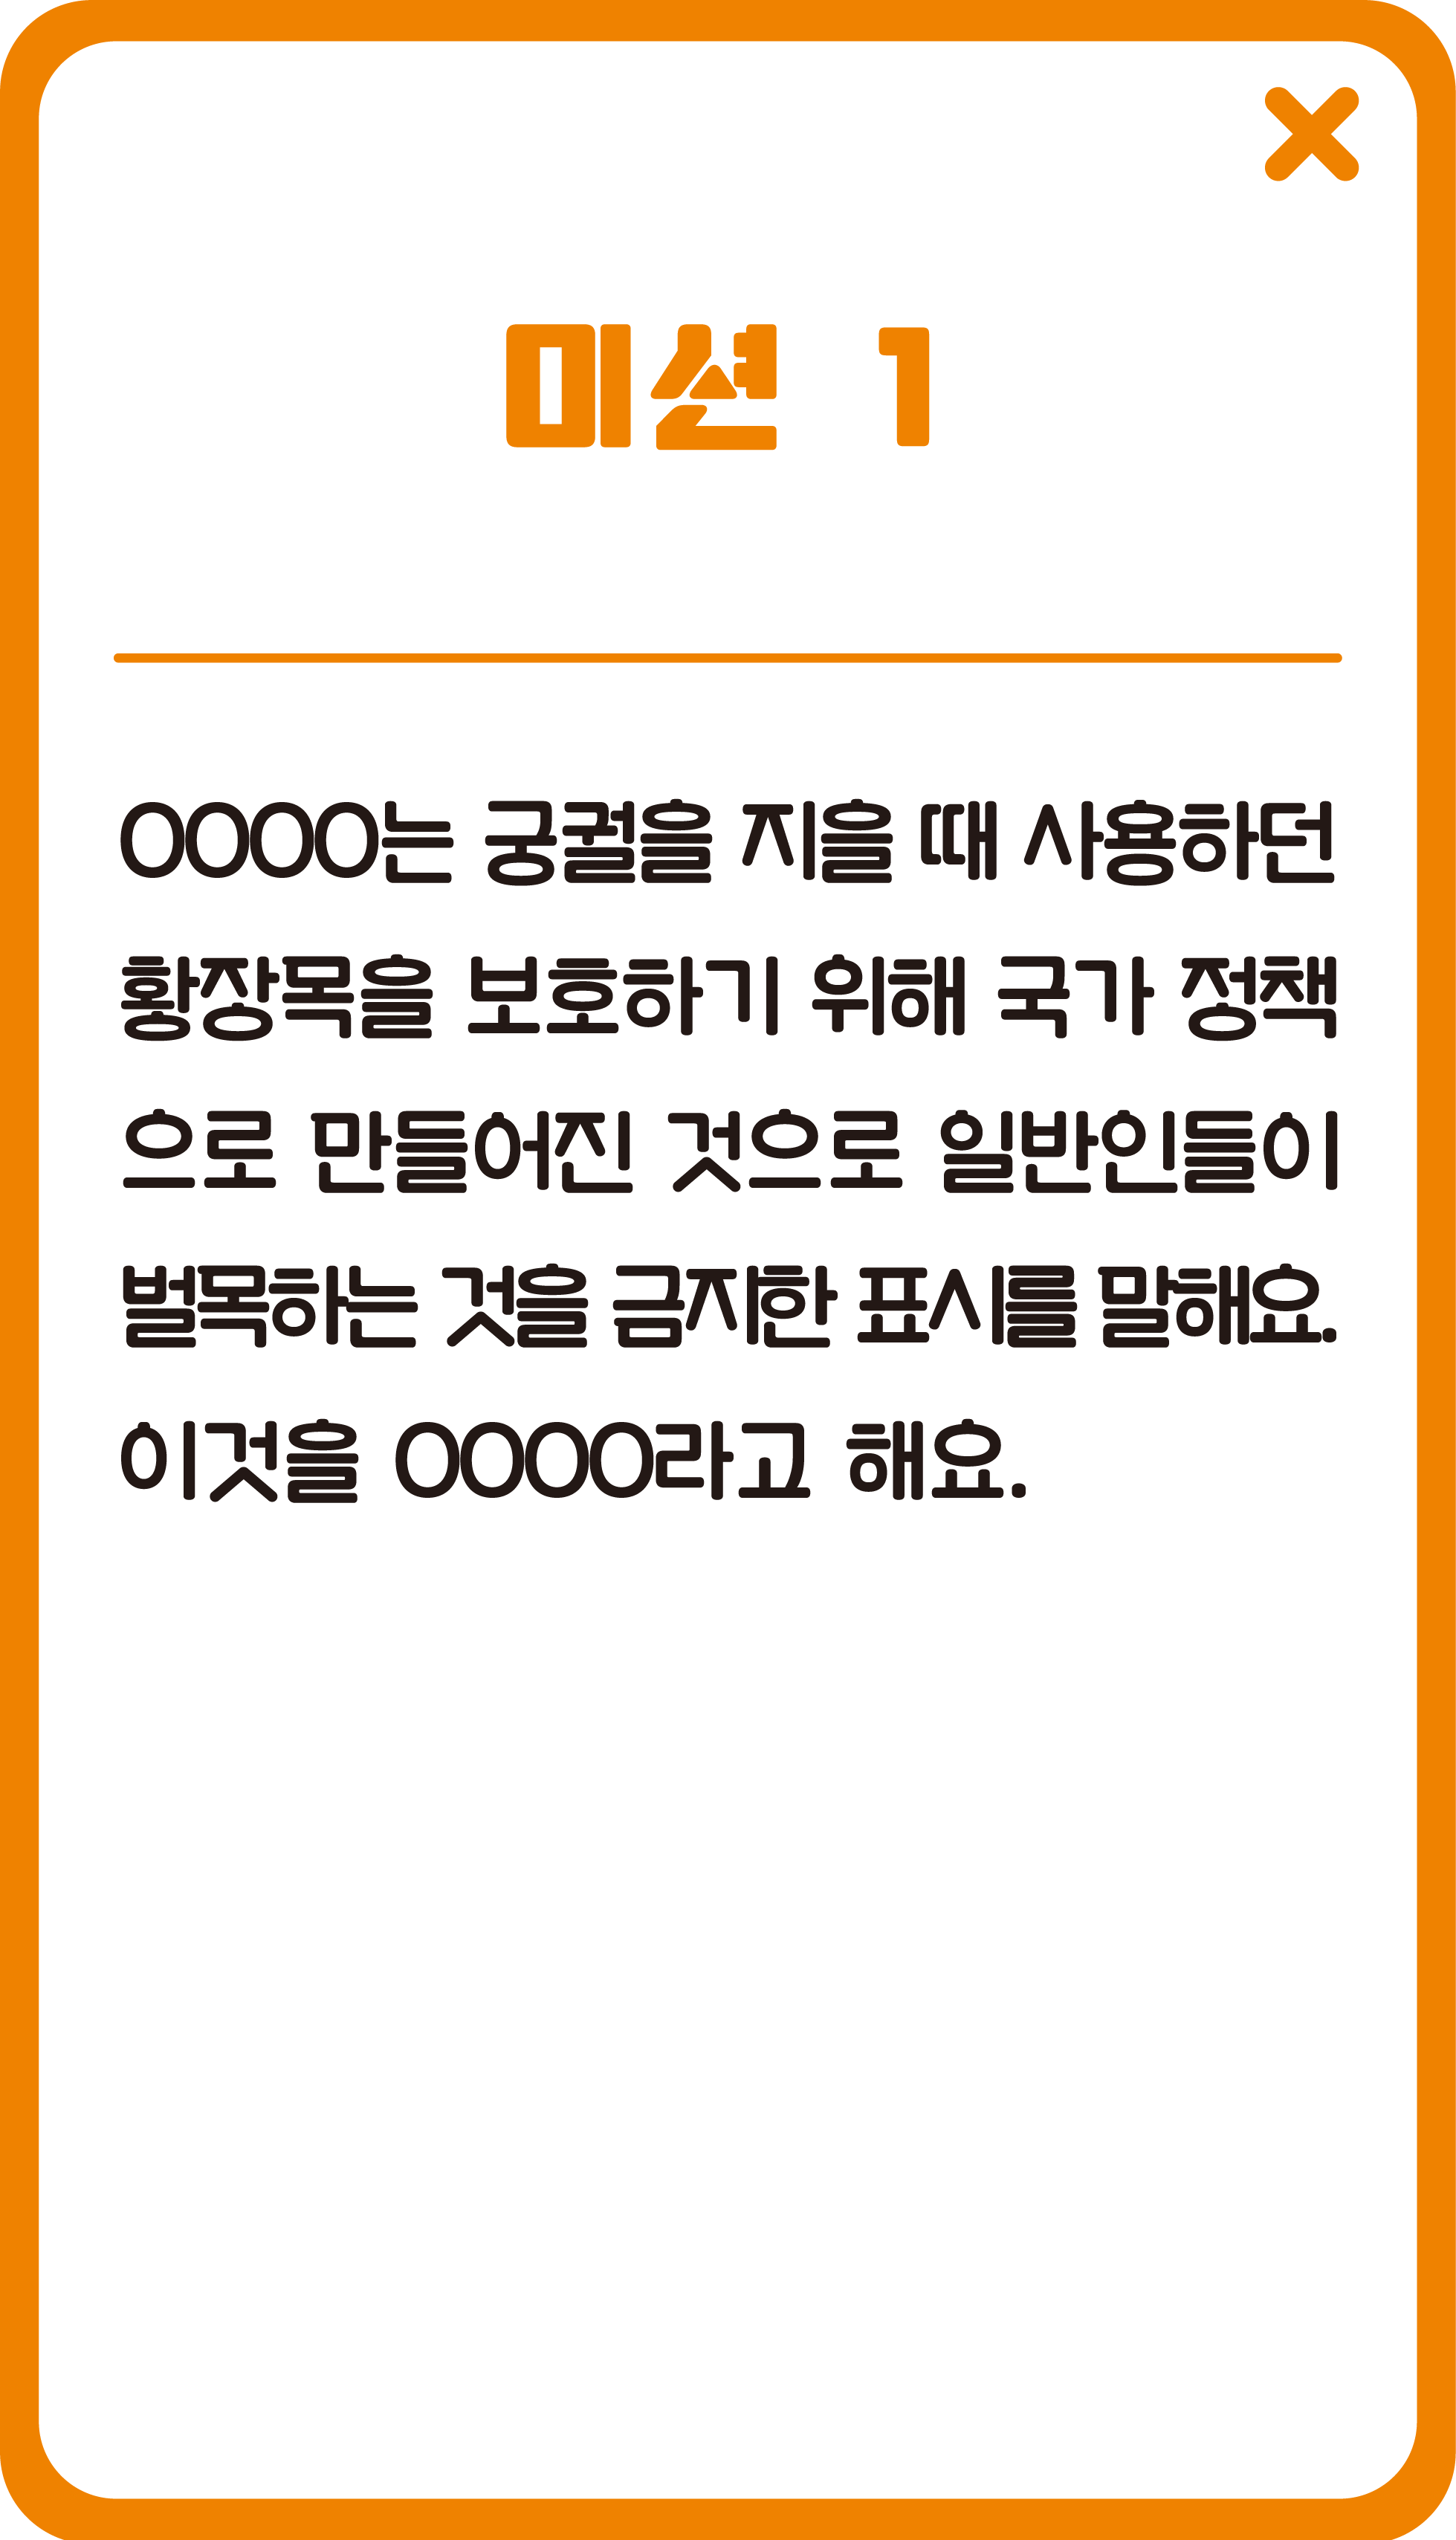 미션 1
OOOO는 궁궐을 지을 때 사용하던
황장목을 보호하기 위해 국가 정책
으로 만들어진 것으로 일반인들이
벌목하는 것을 금지한 표시를 말해요.
이것을 OOOO라고 해요.